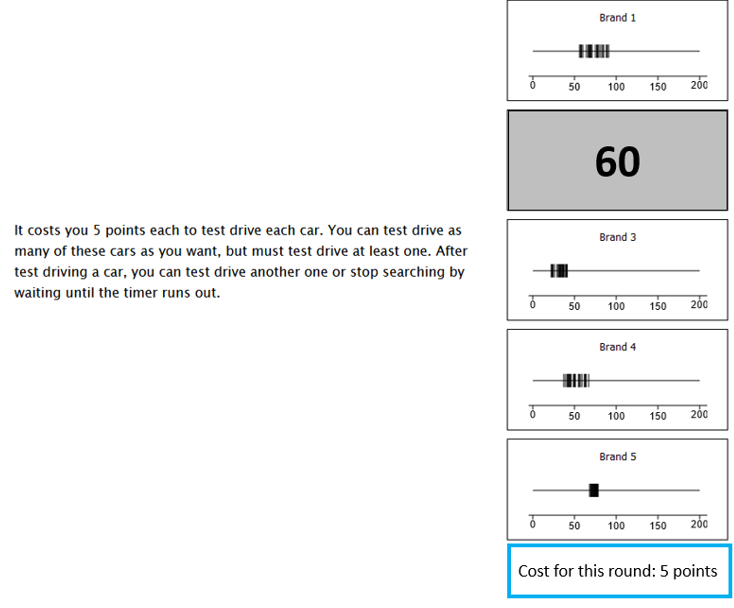 Brand 1
0 50 100 150 200
60
It costs you 5 points each to test drive each car. You can test drive as
many of these cars as you want, but must test drive at least one. After
test driving a car, you can test drive another one or stop searching by
waiting until the timer runs out.
Brand 3
0 50 100 150 200
Brand 4
0 50 100 150 200
Brand 5
0 50 100 150 200
Cost for this round: 5 points